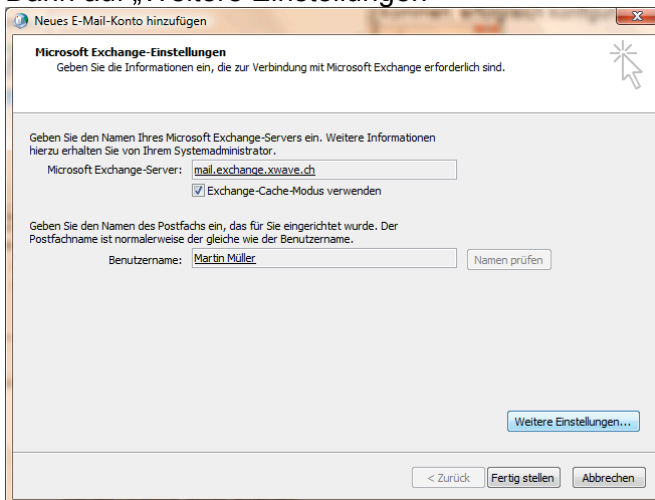 Dann auf „Weitere Einstellungen“
Neues E-Mail-Konto hinzufügen
Microsoft Exchange-Einstellungen
Geben Sie die Informationen ein, die zur Verbindung mit Microsoft Exchange erforderlich sind.
Geben Sie den Namen Ihres Microsoft Exchange-Servers ein. Weitere Informationen
hierzu erhalten Sie von Ihrem Systemadministrator.
Microsoft Exchange-Server: mail.exchange.xwave.ch
Exchange-Cache-Modus verwenden
Geben Sie den Namen des Postfachs ein, das für Sie eingerichtet wurde. Der
Postfachname ist normalerweise der gleiche wie der Benutzername.
Benutzername: Martin Müller Namen prüfen
Weitere Einstellungen...
< Zurück Fertig stellen Abbrechen